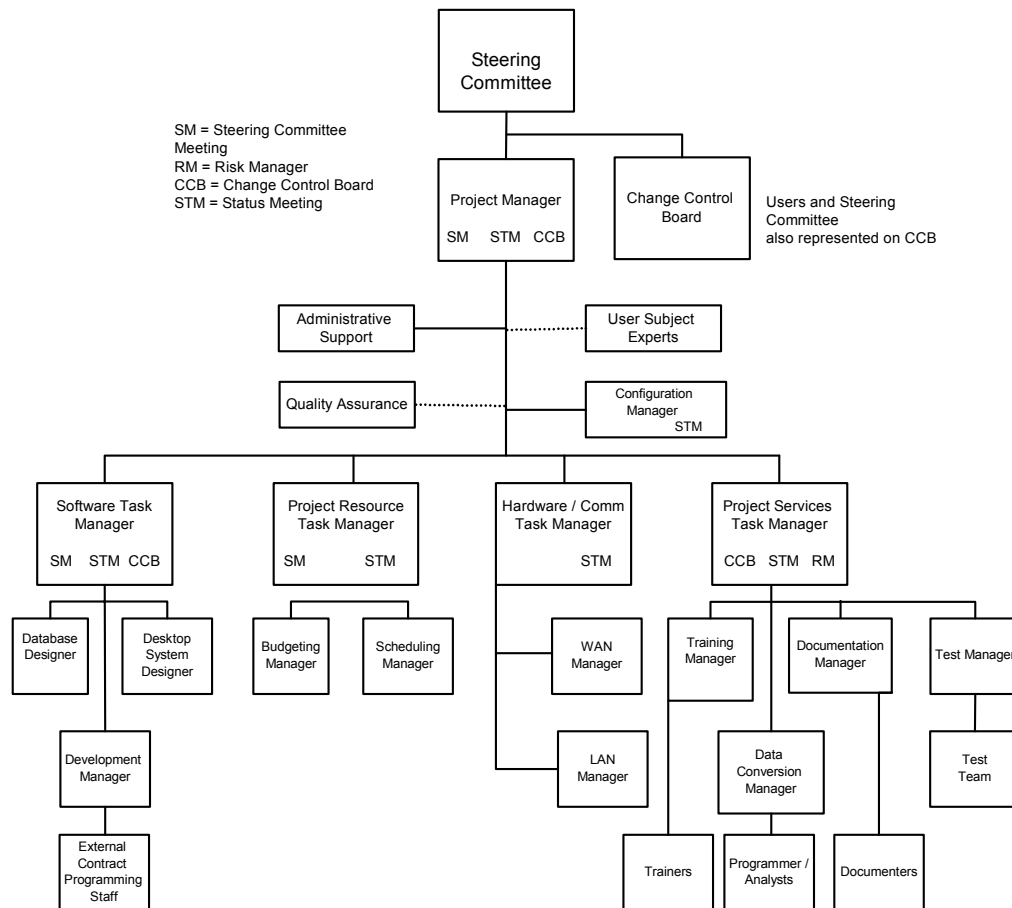 Steering
Committee
SM = Steering Committee
Meeting
RM = Risk Manager
CCB = Change Control Board
STM = Status Meeting
Project Manager
SM STM CCB
Change Control
Board
Users and Steering
Committee
also represented on CCB
Administrative
Support
User Subject
Experts
Quality Assurance
Configuration
Manager
STM
Software Task
Manager
SM STM CCB
Project Resource
Task Manager
SM STM
Hardware / Comm
Task Manager
STM
Project Services
Task Manager
CCB STM RM
Database
Designer
Desktop
System
Designer
Budgeting
Manager
Scheduling
Manager
WAN
Manager
Training
Manager
Documentation
Manager
Test Manager
Development
Manager
LAN
Manager
Data
Conversion
Manager
Test
Team
External
Contract
Programming
Staff
Trainers
Programmer /
Analysts
Documenters